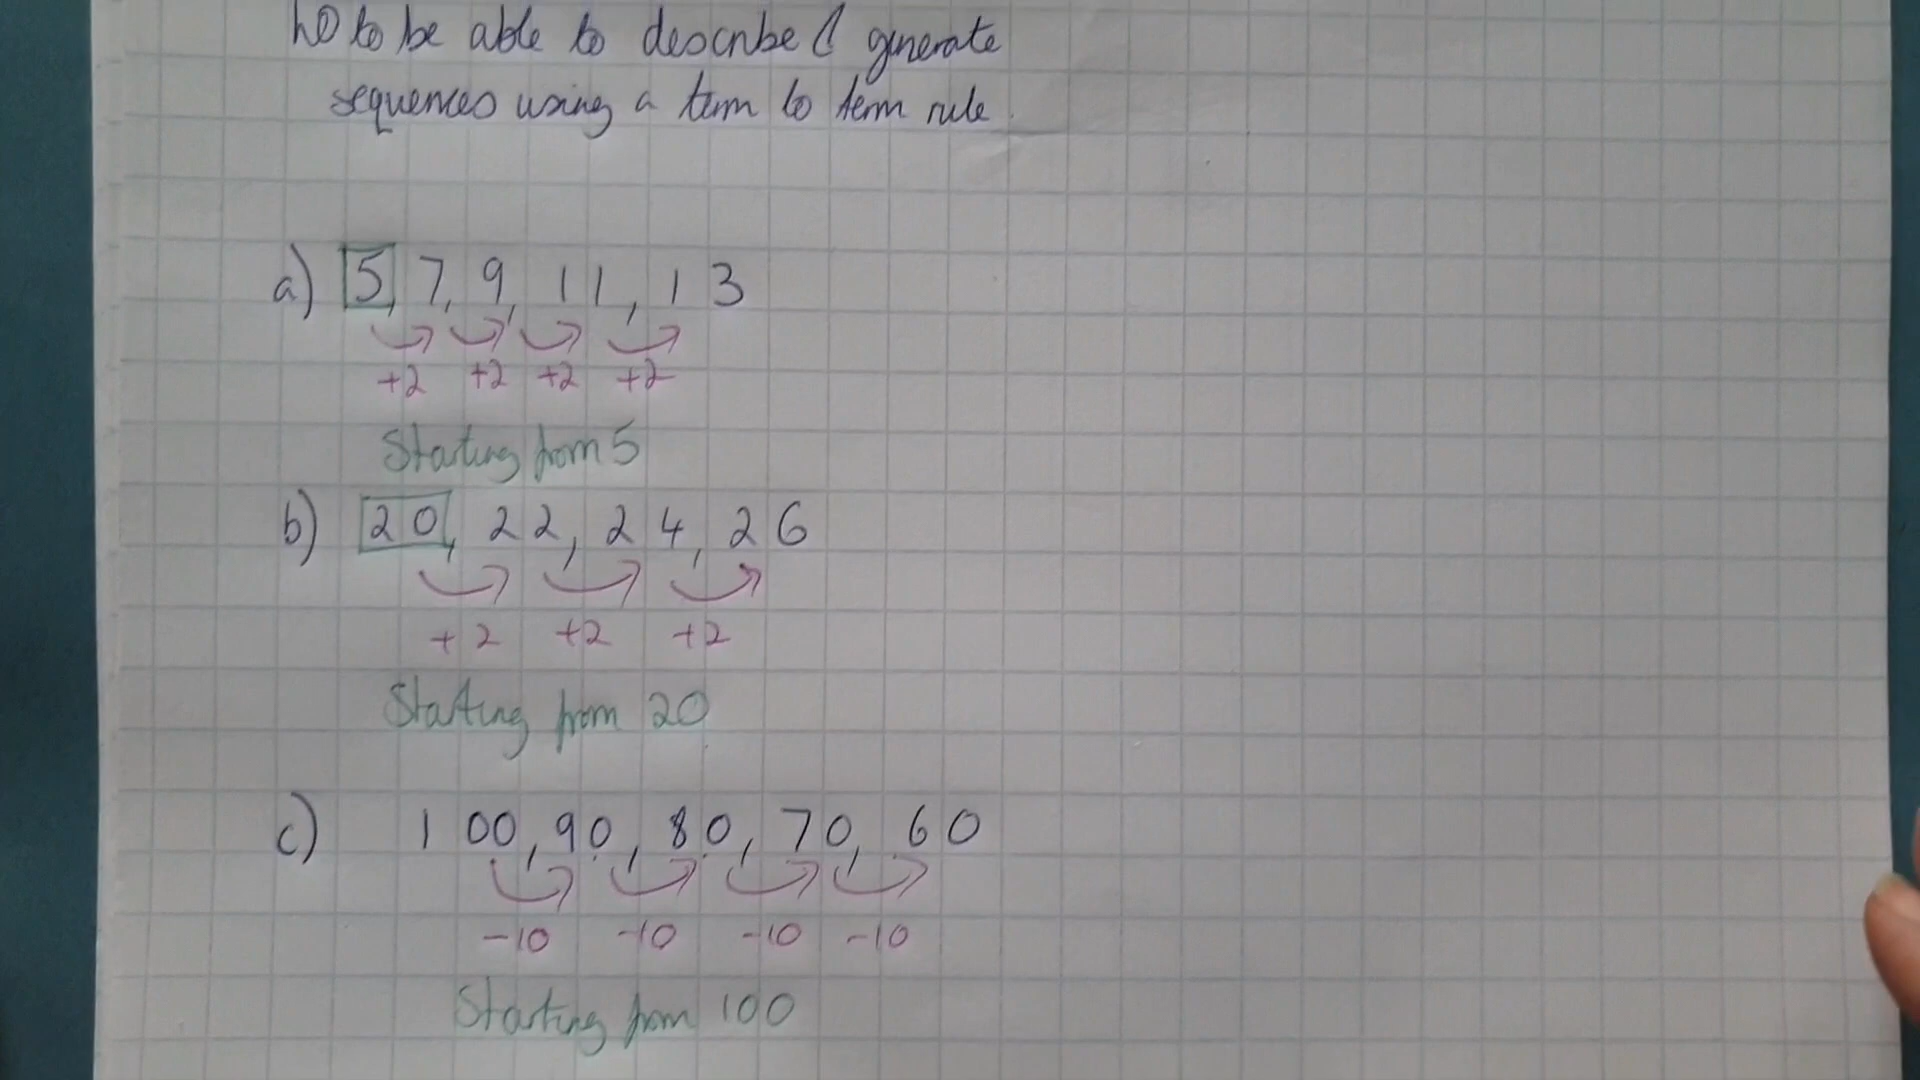 LO to be able to describe & generate
sequences using a term to term rule.
a) 5, 7, 9, 11, 13
+2 +2 +2 +2
Starting from 5
b) 20, 22, 24, 26
+2 +2 +2
Starting from 20
c) 100, 90, 80, 70, 60
-10 -10 -10 -10
Starting from 100